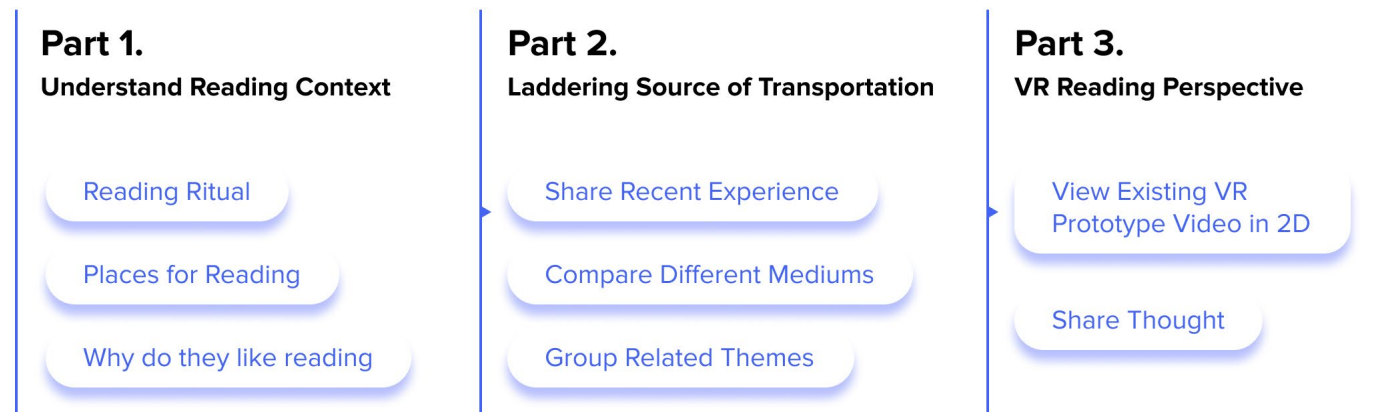 Part 1.
Understand Reading Context
Reading Ritual
Places for Reading
Why do they like reading
Part 2.
Laddering Source of Transportation
Share Recent Experience
Compare Different Mediums
Group Related Themes
Part 3.
VR Reading Perspective
View Existing VR
Prototype Video in 2D
Share Thought